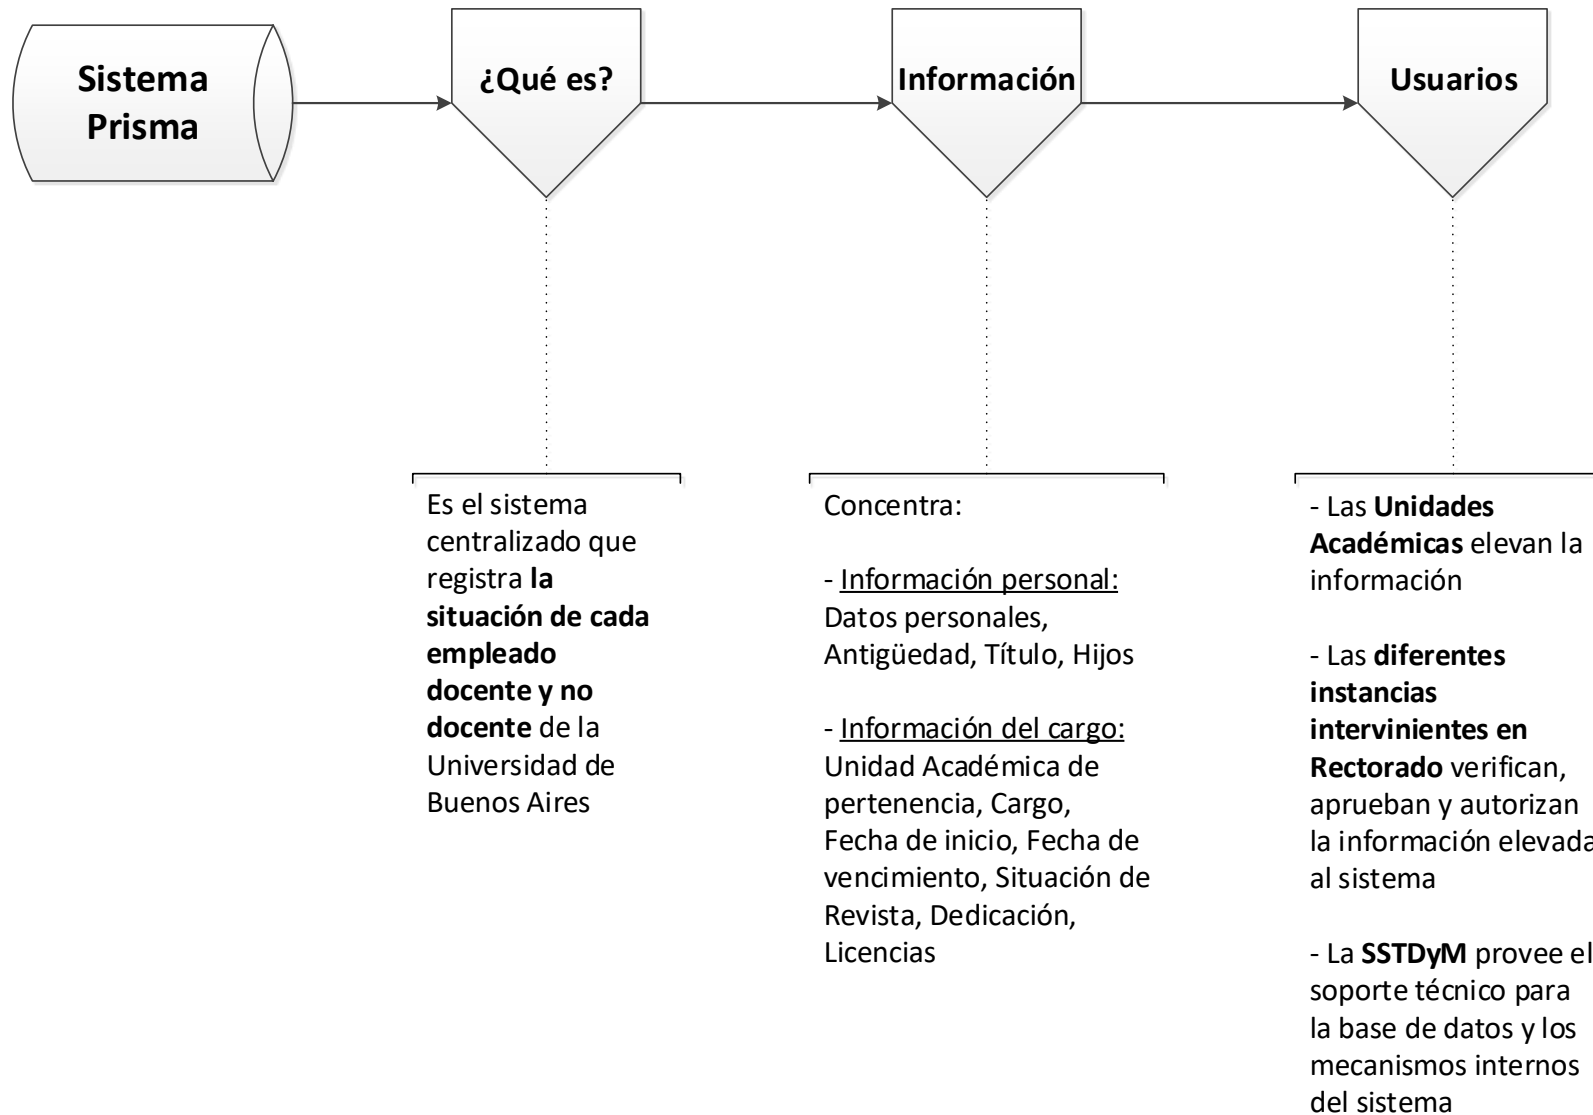 Sistema
Prisma
¿Qué es?
Información
Usuarios
Es el sistema
centralizado que
registra la
situación de cada
empleado
docente y no
docente de la
Universidad de
Buenos Aires
Concentra:
- Información personal:
Datos personales,
Antigüedad, Título, Hijos
- Información del cargo:
Unidad Académica de
pertenencia, Cargo,
Fecha de inicio, Fecha de
vencimiento, Situación de
Revista, Dedicación,
Licencias
- Las Unidades
Académicas elevan la
información
- Las diferentes
instancias
intervinientes en
Rectorado verifican,
aprueban y autorizan
la información elevada
al sistema
- La SSTDyM provee el
soporte técnico para
la base de datos y los
mecanismos internos
del sistema